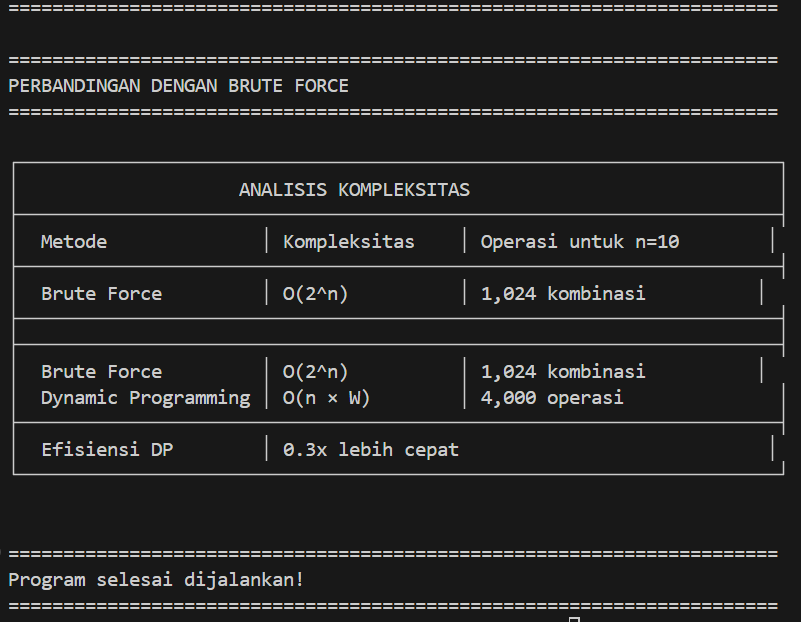 ======================================================================
======================================================================
PERBANDINGAN DENGAN BRUTE FORCE
======================================================================
ANALISIS KOMPLEKSITAS
Metode │ Kompleksitas │ Operasi untuk n=10 │
Brute Force │ O(2^n) │ 1,024 kombinasi │
Brute Force │ O(2^n) │ 1,024 kombinasi │
Dynamic Programming │ O(n × W) │ 4,000 operasi
Efisiensi DP │ 0.3x lebih cepat │
======================================================================
Program selesai dijalankan!
======================================================================